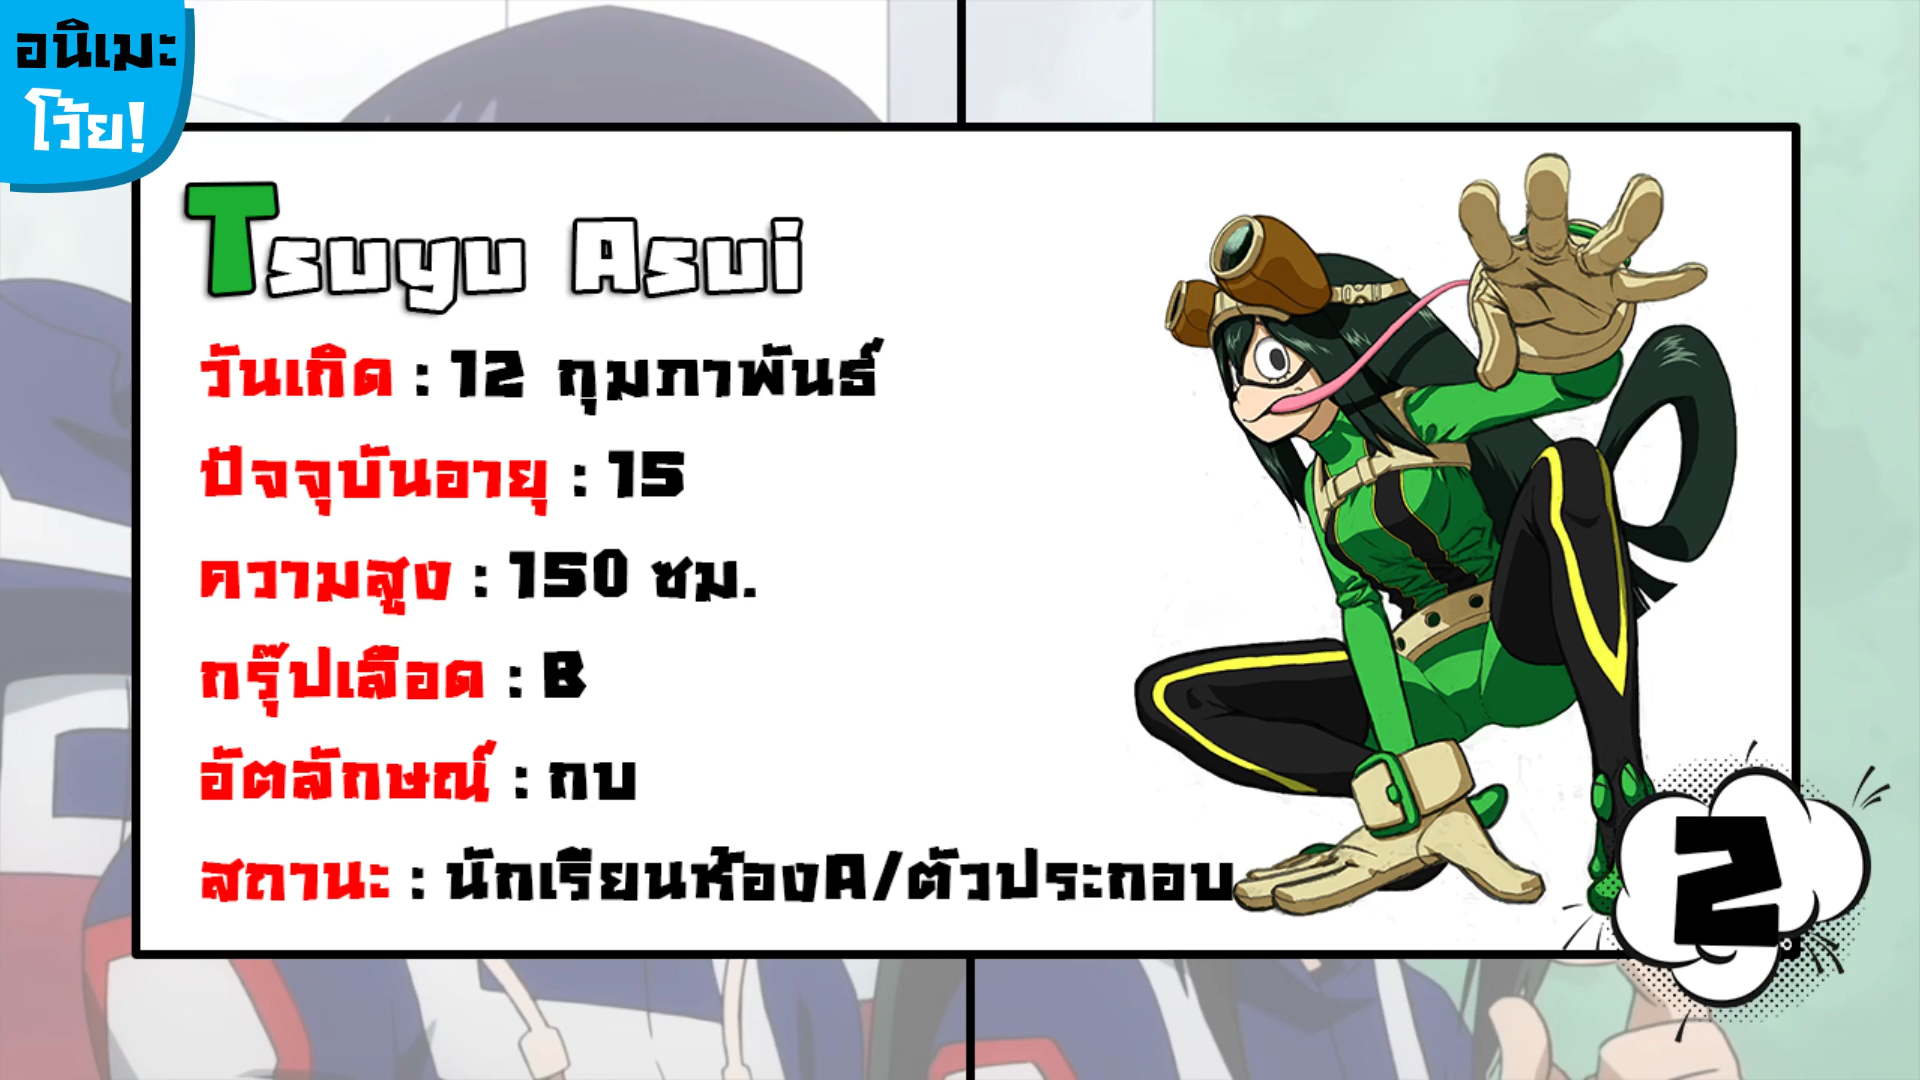 อนิเมะ
โว้ย!
Tsuyu Asui
วันเกิด : 12 กุมภาพันธ์
ปัจจุบันอายุ : 15
ความสูง : 150 ซม.
กรุ๊ปเลือด : B
อัตลักษณ์ : กบ
สถานะ : นักเรียนห้องA/ตัวประกอบ
2